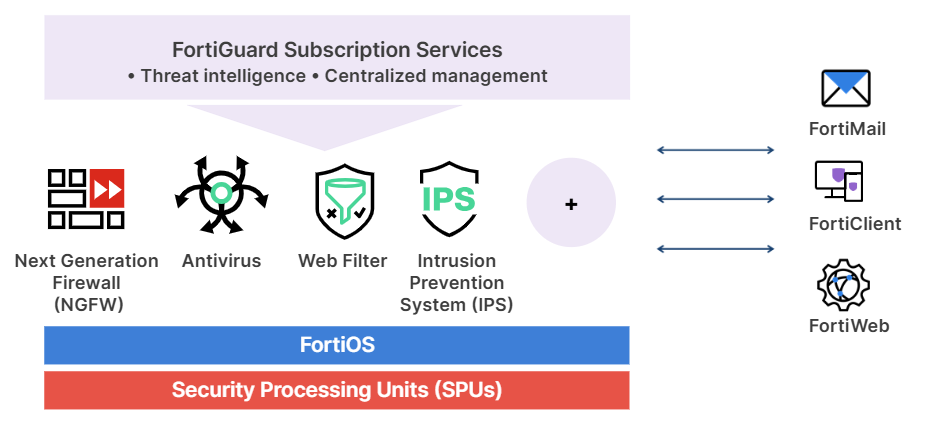 FortiGuard Subscription Services
• Threat intelligence • Centralized management
FortiMail
FortiClient
FortiWeb
IPS
+
Next Generation
Firewall
(NGFW)
Antivirus
Web Filter
Intrusion
Prevention
System (IPS)
FortiOS
Security Processing Units (SPUs)